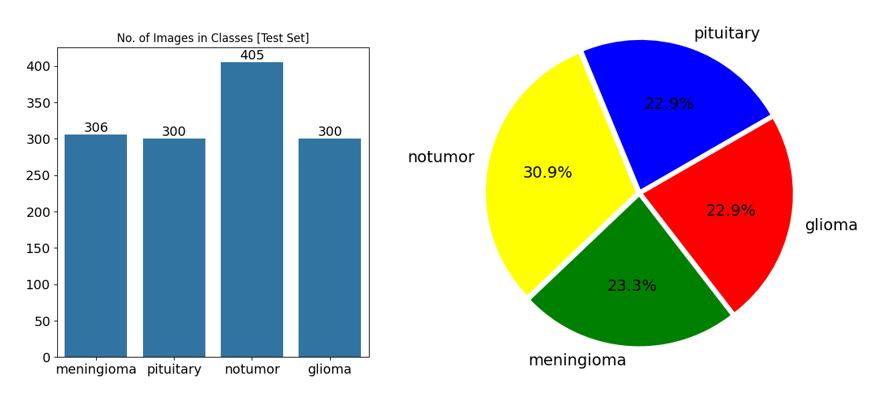 No. of Images in Classes [Test Set]
400
350
300
250
200
150
100
50
0
306
300
405
300
meningioma
pituitary
notumor
glioma
pituitary
22.9%
notumor
30.9%
22.9%
glioma
23.3%
meningioma